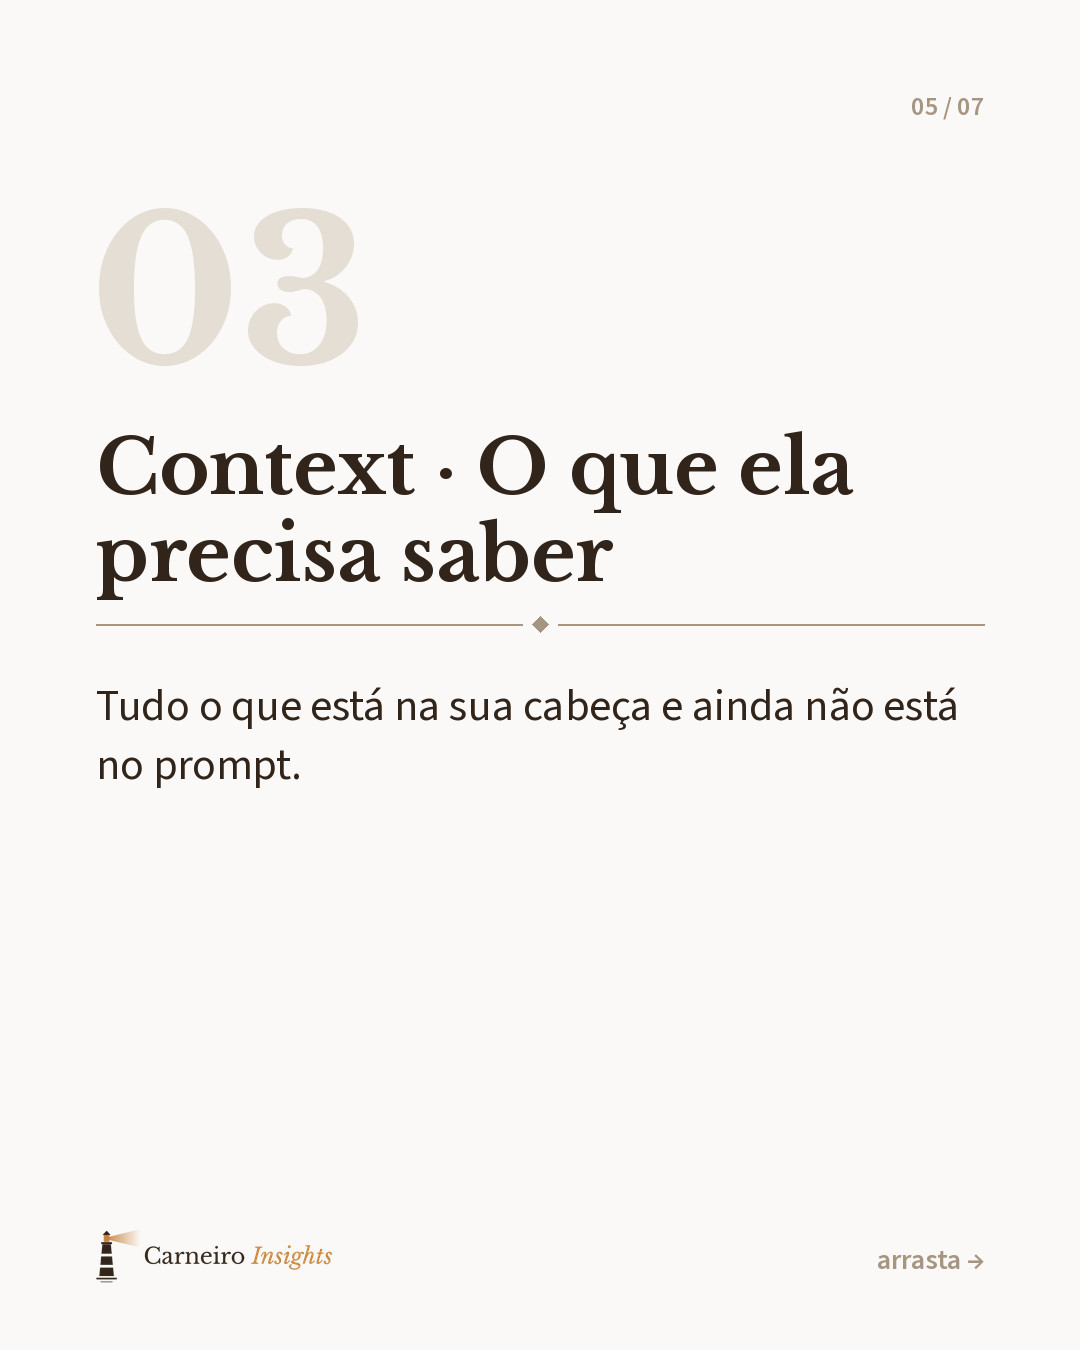 05 / 07
03
Context · O que ela
precisa saber
Tudo o que está na sua cabeça e ainda não está
no prompt.
Carneiro Insights
arrasta →